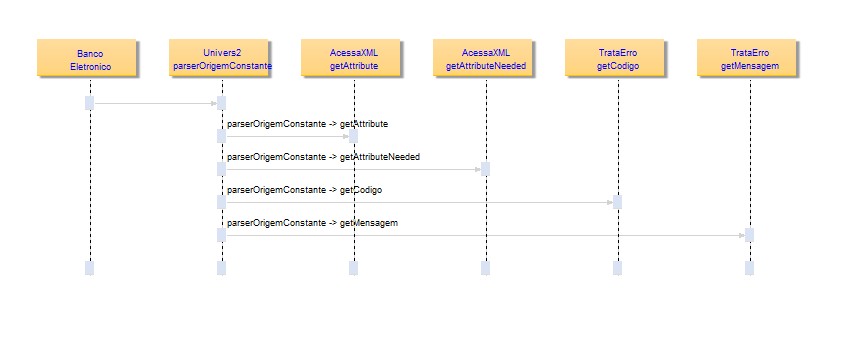 Banco
Eletronico
Univers2
parserOrigemConstante
AcessaXML
getAttribute
AcessaXML
getAttributeNeeded
TrataErro
getCodigo
TrataErro
getMensagem
parserOrigemConstante -> getAttribute
parserOrigemConstante -> getAttributeNeeded
parserOrigemConstante -> getCodigo
parserOrigemConstante -> getMensagem